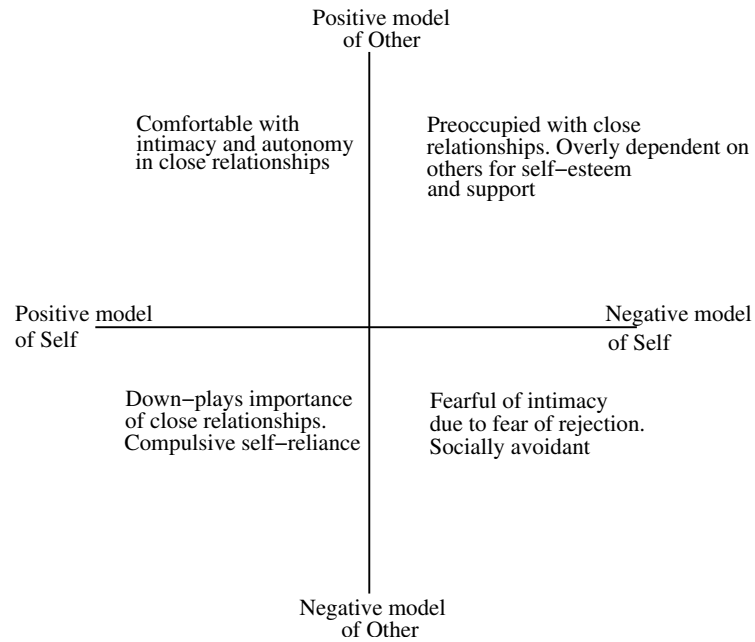 Positive model
of Other
Comfortable with
intimacy and autonomy
in close relationships
Preoccupied with close
relationships. Overly dependent on
others for self−esteem
and support
Positive model
of Self
Negative model
of Self
Down−plays importance
of close relationships.
Compulsive self−reliance
Fearful of intimacy
due to fear of rejection.
Socially avoidant
Negative model
of Other